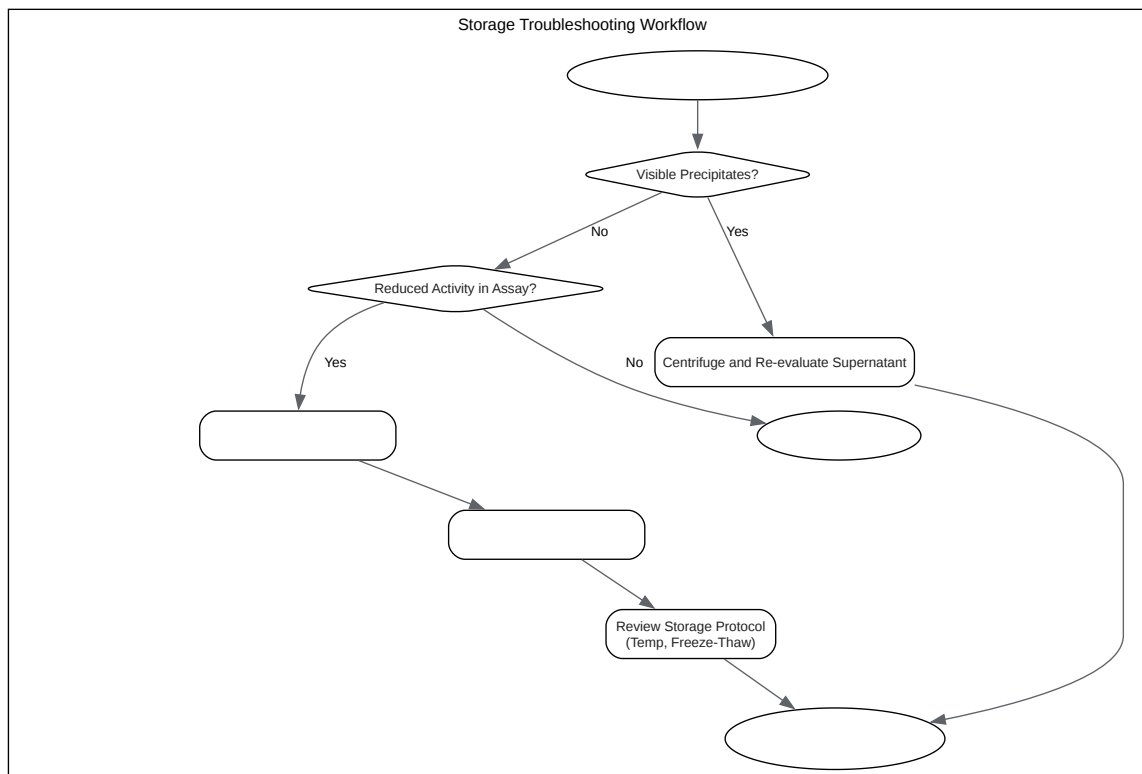 Storage Troubleshooting Workflow
Visible Precipitates?
No
Yes
Reduced Activity in Assay?
Yes
No
Centrifuge and Re-evaluate Supernatant
Review Storage Protocol
(Temp, Freeze-Thaw)